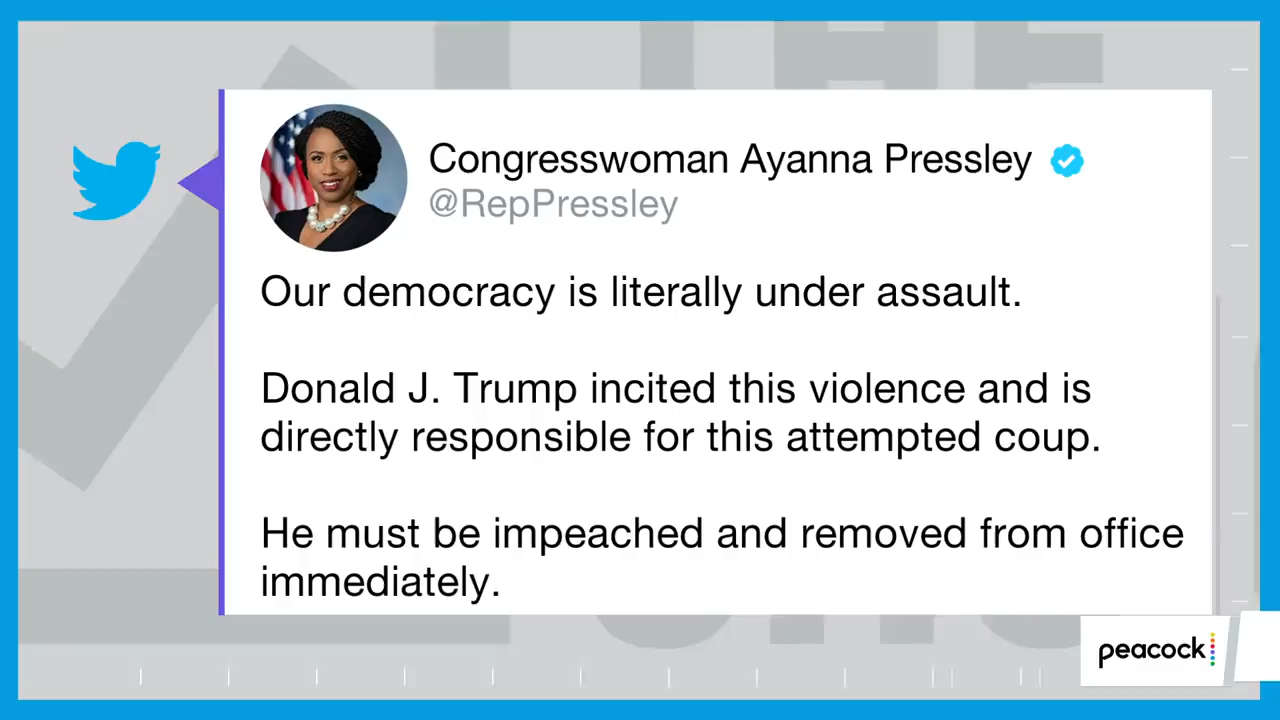 Congresswoman Ayanna Pressley
@RepPressley
Our democracy is literally under assault.
Donald J. Trump incited this violence and is
directly responsible for this attempted coup.
He must be impeached and removed from office
immediately.
peacock